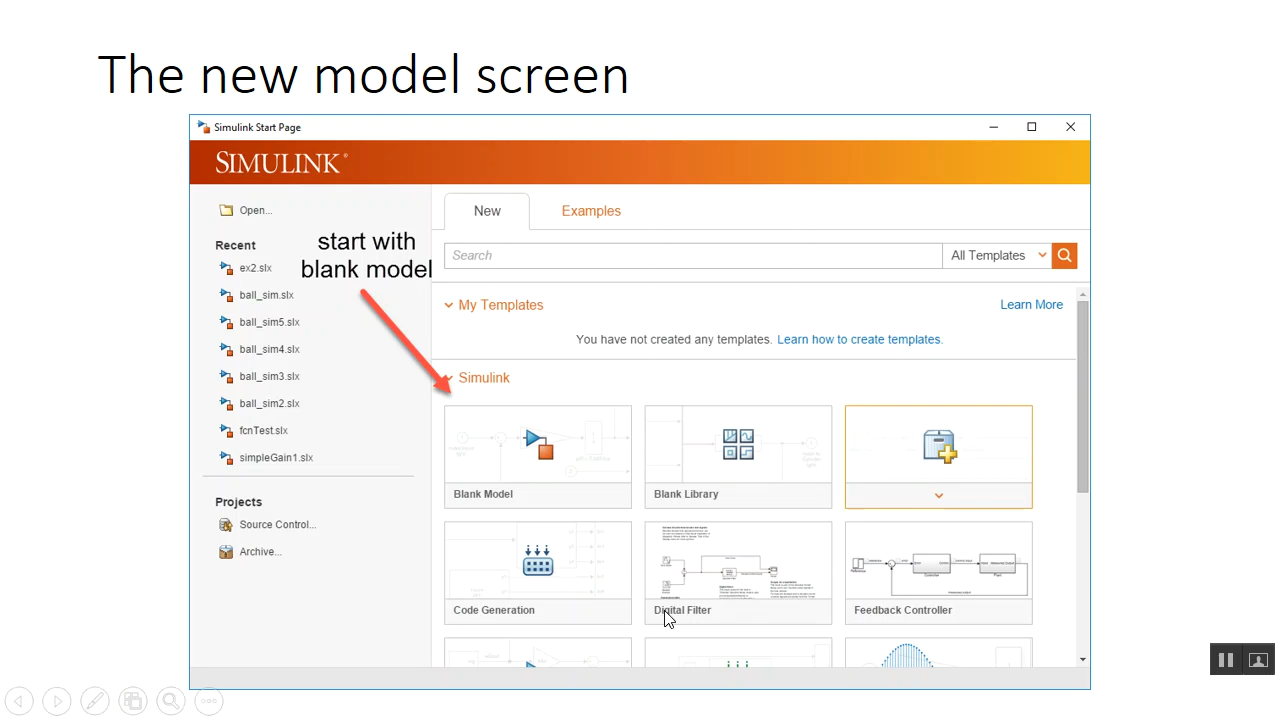 The new model screen
Simulink Start Page
SIMULINK®
Open...
Recent
ex2.slx
ball_sim.slx
ball_sim5.slx
ball_sim4.slx
ball_sim3.slx
ball_sim2.slx
fcnTest.slx
simpleGain1.slx
Projects
Source Control...
Archive...
start with
blank model
New
Examples
Search
All Templates
My Templates
Learn More
You have not created any templates. Learn how to create templates.
Simulink
Blank Model
Blank Library
Code Generation
Digital Filter
Feedback Controller